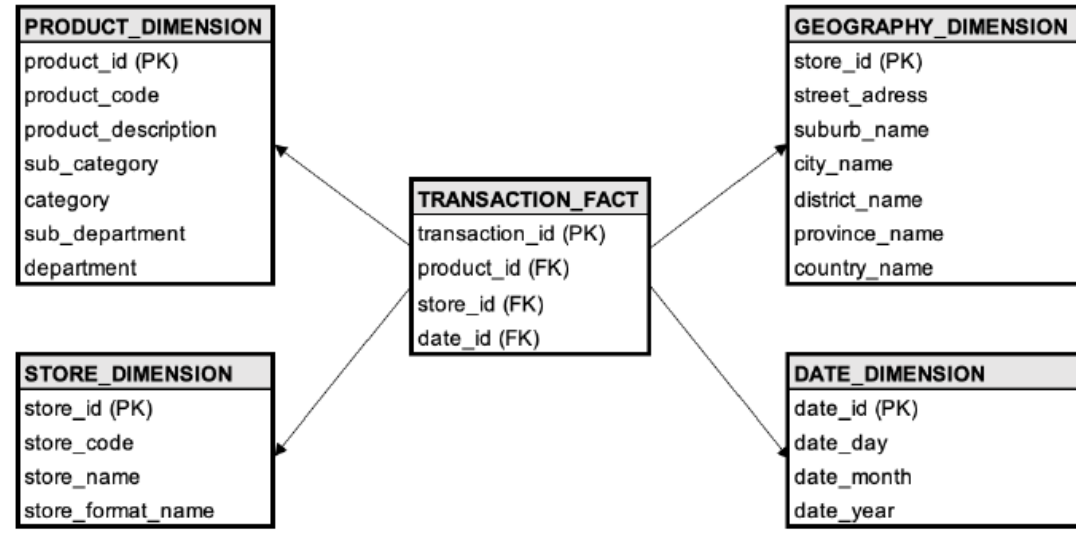 PRODUCT_DIMENSION
product_id (PK)
product_code
product_description
sub_category
category
sub_department
department
GEOGRAPHY_DIMENSION
store_id (PK)
street_adress
suburb_name
city_name
district_name
province_name
country_name
TRANSACTION_FACT
transaction_id (PK)
product_id (FK)
store_id (FK)
date_id (FK)
STORE_DIMENSION
store_id (PK)
store_code
store_name
store_format_name
DATE_DIMENSION
date_id (PK)
date_day
date_month
date_year